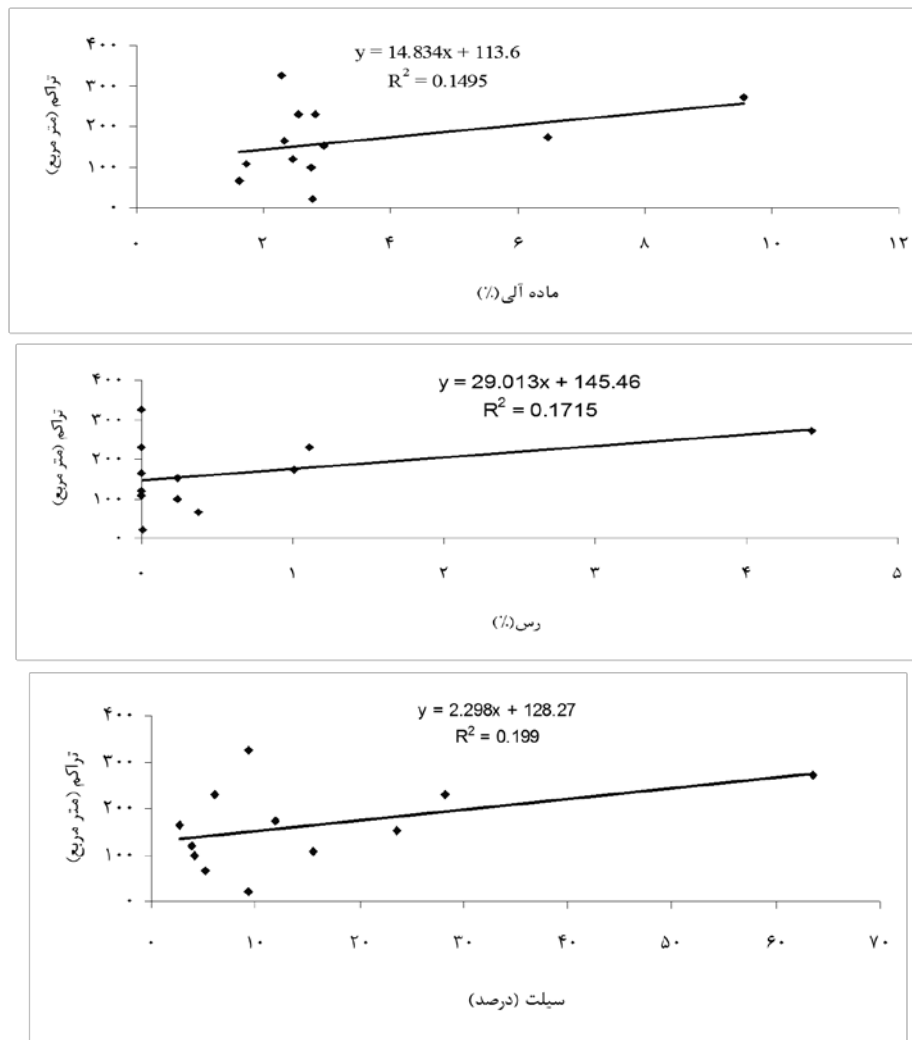 y = 14.834x + 113.6
R² = 0.1495
تراکم (متر مربع)
۴۰۰
۳۰۰
۲۰۰
۱۰۰
۰
۰ ۲ ۴ ۶ ۸ ۱۰ ۱۲
ماده آلی(٪)
y = 29.013x + 145.46
R² = 0.1715
تراکم (متر مربع)
۴۰۰
۳۰۰
۲۰۰
۱۰۰
۰
۰ ۱ ۲ ۳ ۴ ۵
رس(٪)
y = 2.298x + 128.27
R² = 0.199
تراکم (متر مربع)
۴۰۰
۳۰۰
۲۰۰
۱۰۰
۰
۰ ۱۰ ۲۰ ۳۰ ۴۰ ۵۰ ۶۰ ۷۰
سیلت (درصد)